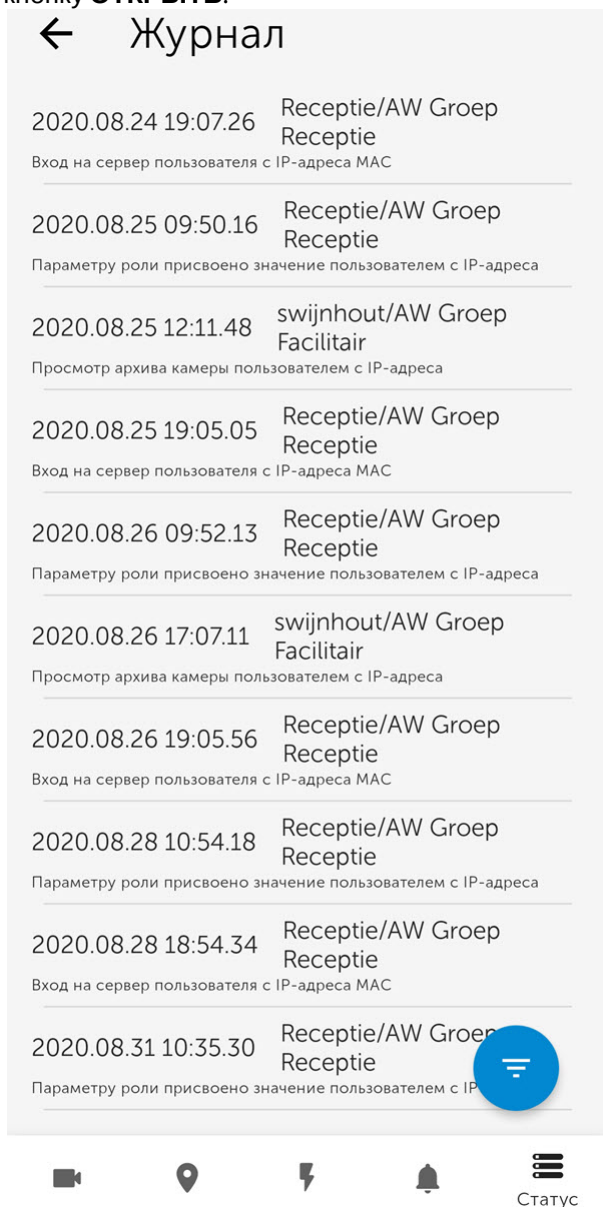 кнопку ОТКРЫТЬ.
Журнал
2020.08.24 19:07.26 Receptie/AW Groep
Receptie
Вход на сервер пользователя с IP-адреса MAC
2020.08.25 09:50.16 Receptie/AW Groep
Receptie
Параметру роли присвоено значение пользователем с IP-адреса
2020.08.25 12:11.48 swijnhout/AW Groep
Facilitair
Просмотр архива камеры пользователем с IP-адреса
2020.08.25 19:05.05 Receptie/AW Groep
Receptie
Вход на сервер пользователя с IP-адреса MAC
2020.08.26 09:52.13 Receptie/AW Groep
Receptie
Параметру роли присвоено значение пользователем с IP-адреса
2020.08.26 17:07.11 swijnhout/AW Groep
Facilitair
Просмотр архива камеры пользователем с IP-адреса
2020.08.26 19:05.56 Receptie/AW Groep
Receptie
Вход на сервер пользователя с IP-адреса MAC
2020.08.28 10:54.18 Receptie/AW Groep
Receptie
Параметру роли присвоено значение пользователем с IP-адреса
2020.08.28 18:54.34 Receptie/AW Groep
Receptie
Вход на сервер пользователя с IP-адреса MAC
2020.08.31 10:35.30 Receptie/AW Groep
Receptie
Параметру роли присвоено значение пользователем с IP
Статус